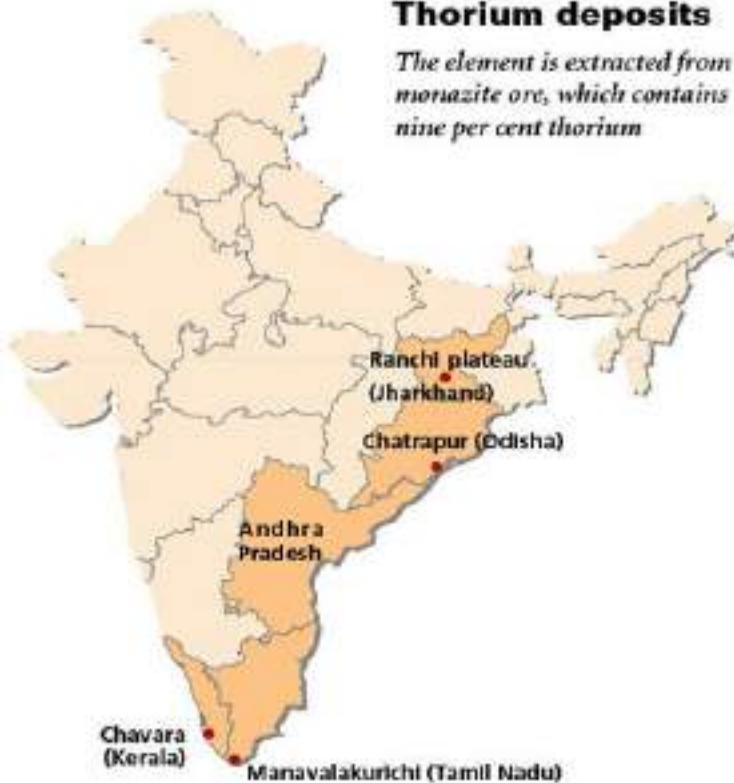 Thorium deposits
The element is extracted from
monazite ore, which contains
nine per cent thorium
Ranchi plateau
(Jharkhand)
Chatrapur (Odisha)
Andhra
Pradesh
Chavara
(Kerala)
Manavalakurichi (Tamil Nadu)